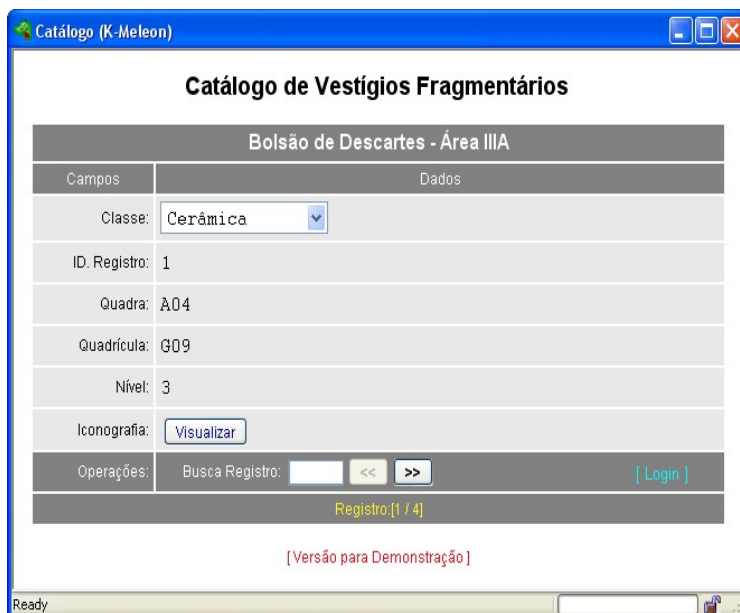 Catálogo (K-Meleon)
Catálogo de Vestígios Fragmentários
Bolsão de Descartes - Área IIIA
Campos Dados
Classe: Cerâmica
ID. Registro: 1
Quadra: A04
Quadrícula: G09
Nível: 3
Iconografia: Visualizar
Operações: Busca Registro: << >> [ Login ]
Registro:[1 / 4]
[ Versão para Demonstração ]
Ready